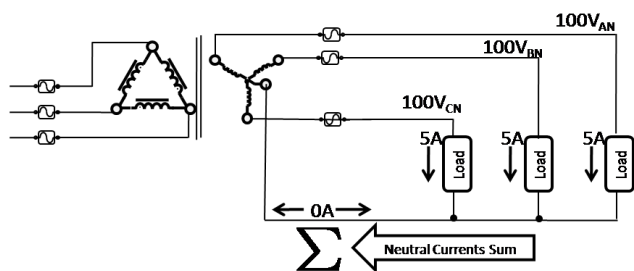 100VAN
100VBN
100VCN
5A
Load
5A
Load
5A
Load
0A
Σ
Neutral Currents Sum